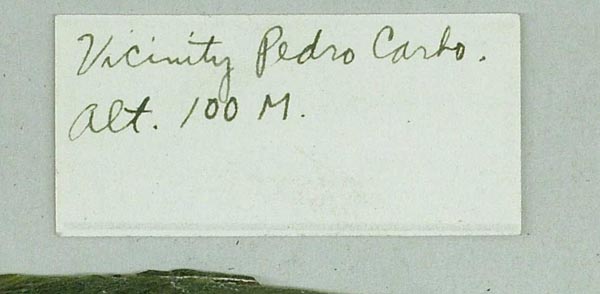 Vicinity Pedro Carbo.
Alt. 100 M.